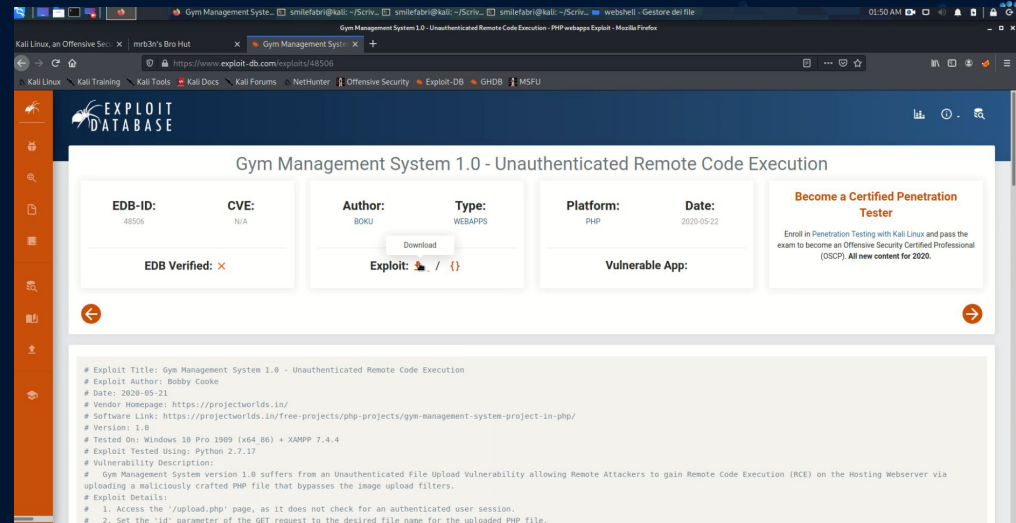 Gym Management Syste...
smilefabri@kali: ~/Scriv...
smilefabri@kali: ~/Scriv...
smilefabri@kali: ~/Scriv...
webshell - Gestore dei file
01:50 AM
Gym Management System 1.0 - Unauthenticated Remote Code Execution - PHP webapps Exploit - Mozilla Firefox
Kali Linux, an Offensive Secu
mrb3n's Bro Hut
Gym Management Syste
https://www.exploit-db.com/exploits/48506
Kali Linux
Kali Training
Kali Tools
Kali Docs
Kali Forums
NetHunter
Offensive Security
Exploit-DB
GHDB
MSFU
EXPLOIT
DATABASE
Gym Management System 1.0 - Unauthenticated Remote Code Execution
EDB-ID:
48506
CVE:
N/A
EDB Verified: ×
Author:
BOKU
Type:
WEBAPPS
Download
Exploit: / {}
Platform:
PHP
Date:
2020-05-22
Vulnerable App:
Become a Certified Penetration
Tester
Enroll in Penetration Testing with Kali Linux and pass the
exam to become an Offensive Security Certified Professional
(OSCP). All new content for 2020.
# Exploit Title: Gym Management System 1.0 - Unauthenticated Remote Code Execution
# Exploit Author: Bobby Cooke
# Date: 2020-05-21
# Vendor Homepage: https://projectworlds.in/
# Software Link: https://projectworlds.in/free-projects/php-projects/gym-management-system-project-in-php/
# Version: 1.0
# Tested On: Windows 10 Pro 1909 (x64_86) + XAMPP 7.4.4
# Exploit Tested Using: Python 2.7.17
# Vulnerability Description:
# Gym Management System version 1.0 suffers from an Unauthenticated File Upload Vulnerability allowing Remote Attackers to gain Remote Code Execution (RCE) on the Hosting Webserver via
uploading a maliciously crafted PHP file that bypasses the image upload filters.
# Exploit Details:
# 1. Access the '/upload.php' page, as it does not check for an authenticated user session.
# 2. Set the 'id' parameter of the GET request to the desired file name for the uploaded PHP file.